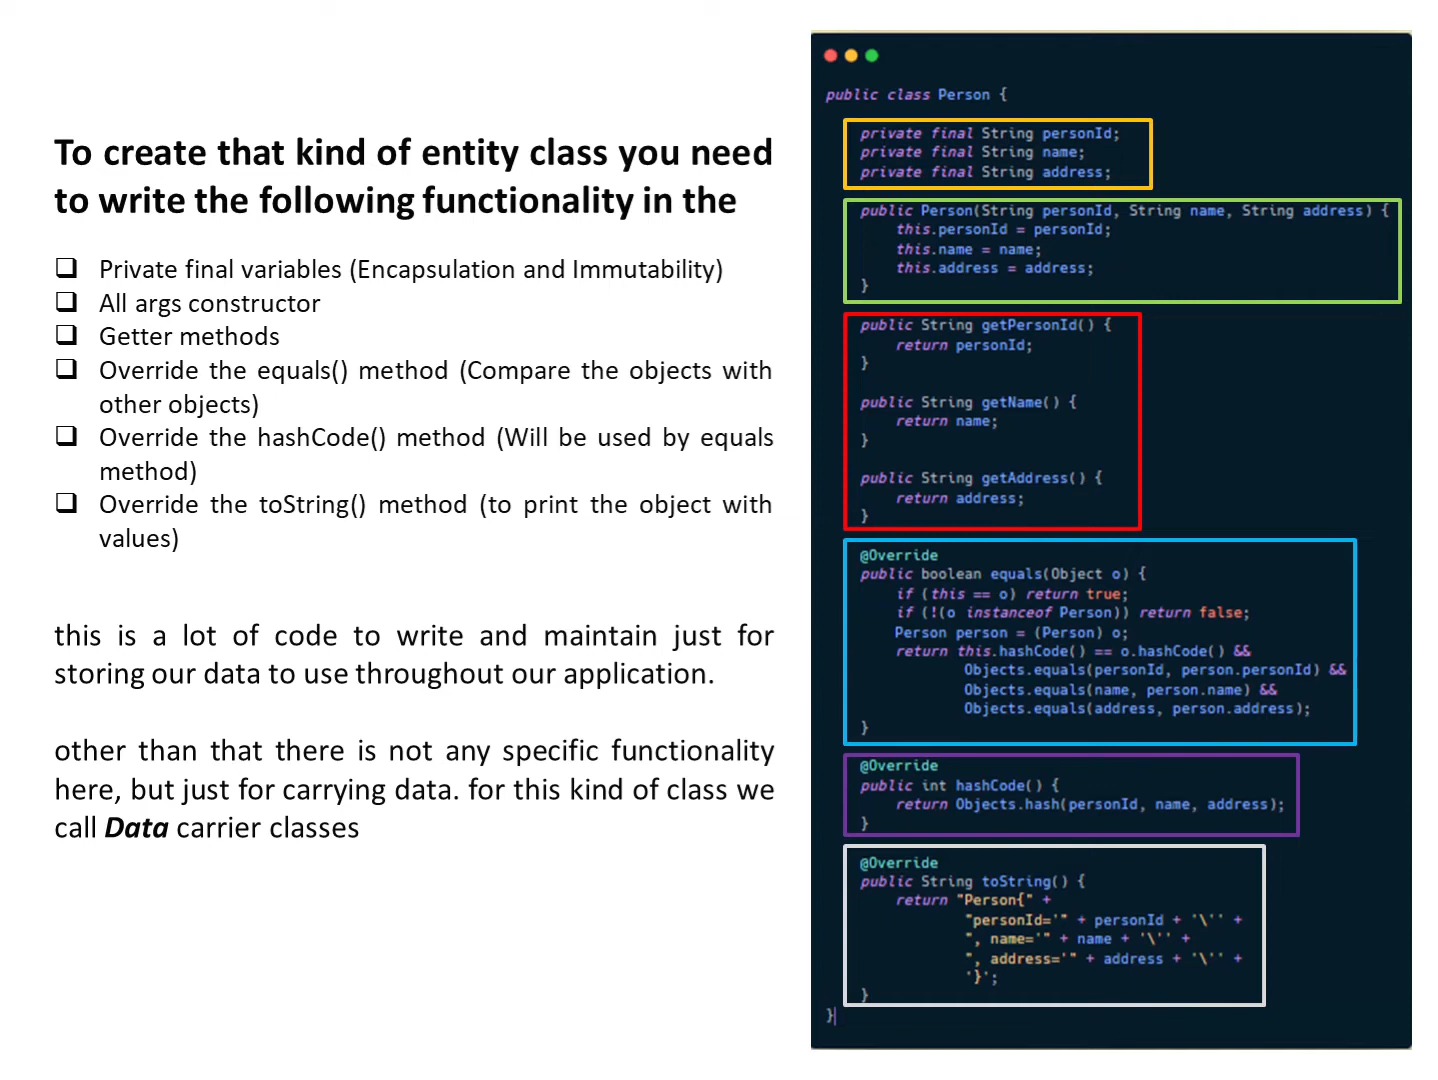 To create that kind of entity class you need
to write the following functionality in the
Private final variables (Encapsulation and Immutability)
All args constructor
Getter methods
Override the equals() method (Compare the objects with
other objects)
Override the hashCode() method (Will be used by equals
method)
Override the toString() method (to print the object with
values)
this is a lot of code to write and maintain just for
storing our data to use throughout our application.
other than that there is not any specific functionality
here, but just for carrying data. for this kind of class we
call Data carrier classes
public class Person {
private final String personId;
private final String name;
private final String address;
public Person(String personId, String name, String address) {
this.personId = personId;
this.name = name;
this.address = address;
}
public String getPersonId() {
return personId;
}
public String getName() {
return name;
}
public String getAddress() {
return address;
}
@Override
public boolean equals(Object o) {
if (this == o) return true;
if (!(o instanceof Person)) return false;
Person person = (Person) o;
return this.hashCode() == o.hashCode() &&
Objects.equals(personId, person.personId) &&
Objects.equals(name, person.name) &&
Objects.equals(address, person.address);
}
@Override
public int hashCode() {
return Objects.hash(personId, name, address);
}
@Override
public String toString() {
return "Person{" +
"personId='" + personId + '\'' +
", name='" + name + '\'' +
", address='" + address + '\'' +
'}';
}
}